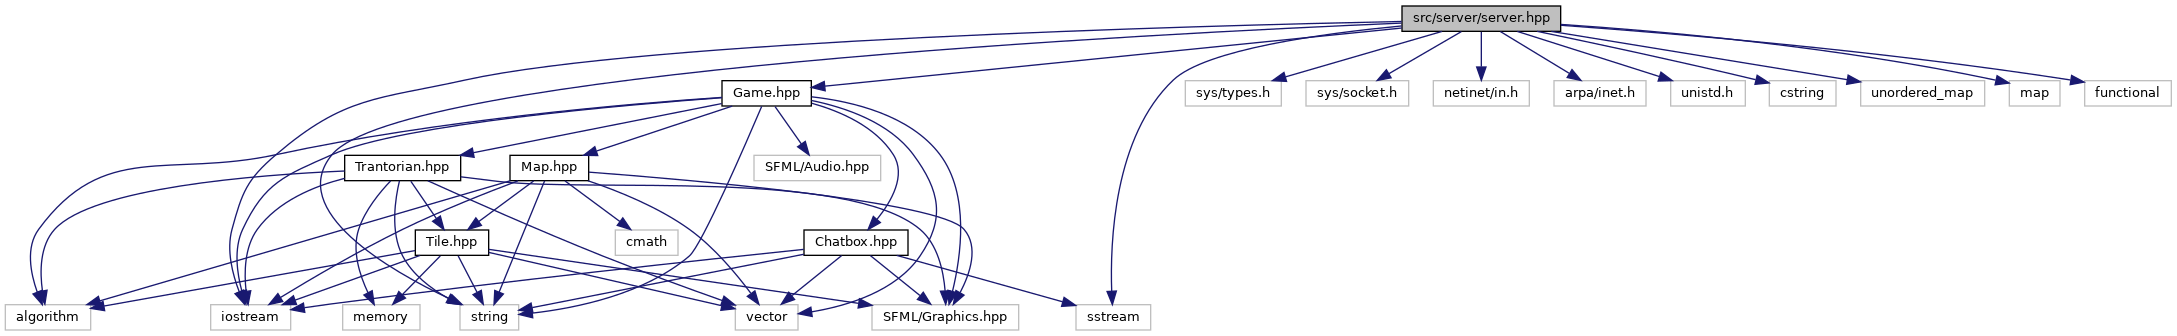 src/server/server.hpp
Game.hpp
sys/types.h
sys/socket.h
netinet/in.h
arpa/inet.h
unistd.h
cstring
unordered_map
map
functional
Trantorian.hpp
Map.hpp
SFML/Audio.hpp
Tile.hpp
cmath
Chatbox.hpp
algorithm
iostream
memory
string
vector
SFML/Graphics.hpp
sstream